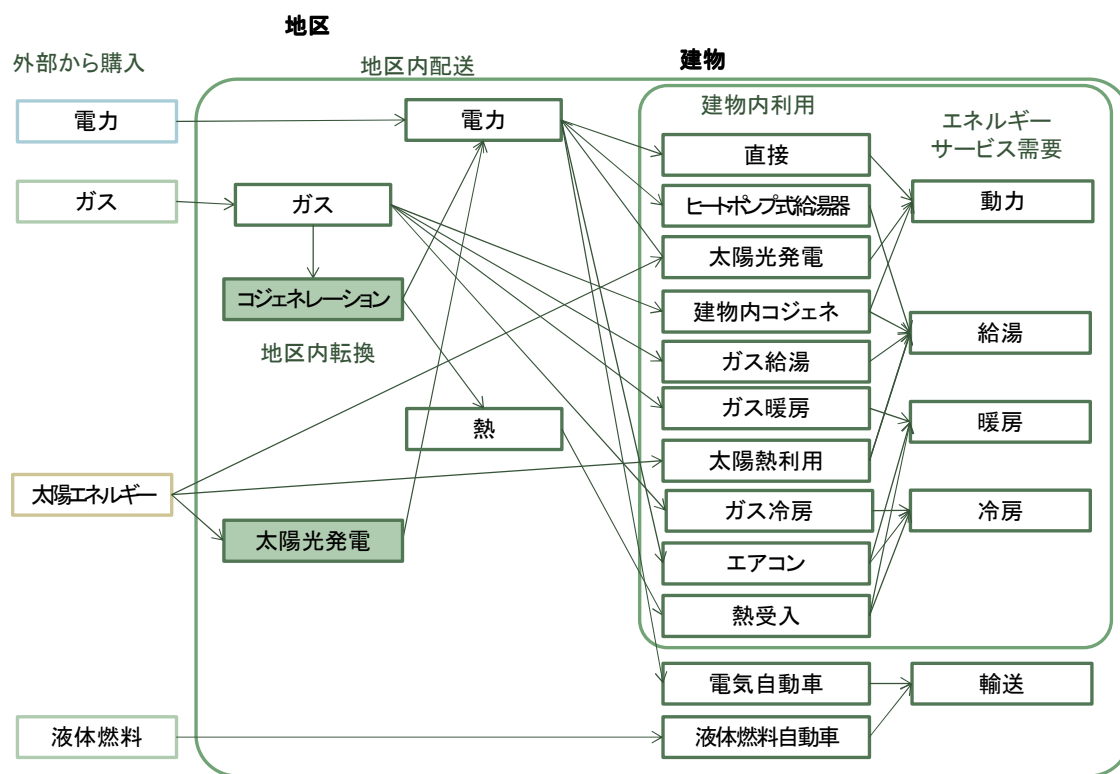 地区
外部から購入
地区内配送
建物
電力
ガス
太陽エネルギー
液体燃料
電力
ガス
コジェネレーション
地区内転換
熱
太陽光発電
建物内利用
直接
ヒートポンプ式給湯器
太陽光発電
建物内コジェネ
ガス給湯
ガス暖房
太陽熱利用
ガス冷房
エアコン
熱受入
電気自動車
液体燃料自動車
エネルギー
サービス需要
動力
給湯
暖房
冷房
輸送